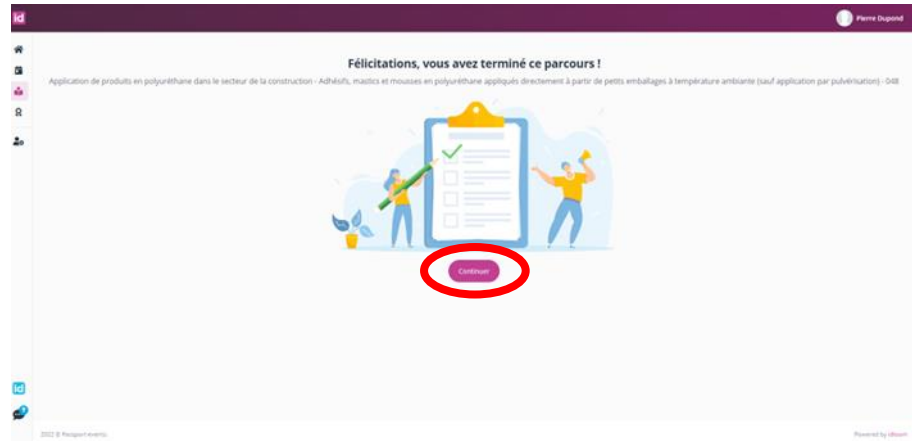 id
Pierre Dupond
Félicitations, vous avez terminé ce parcours !
Application de produits en polyuréthane dans le secteur de la construction - Adhésifs, mastics et mousses en polyuréthane appliqués directement à partir de petits emballages à température ambiante (sauf application par pulvérisation) - 048
Continuer
id
2022 © Passport events
Powered by idloom